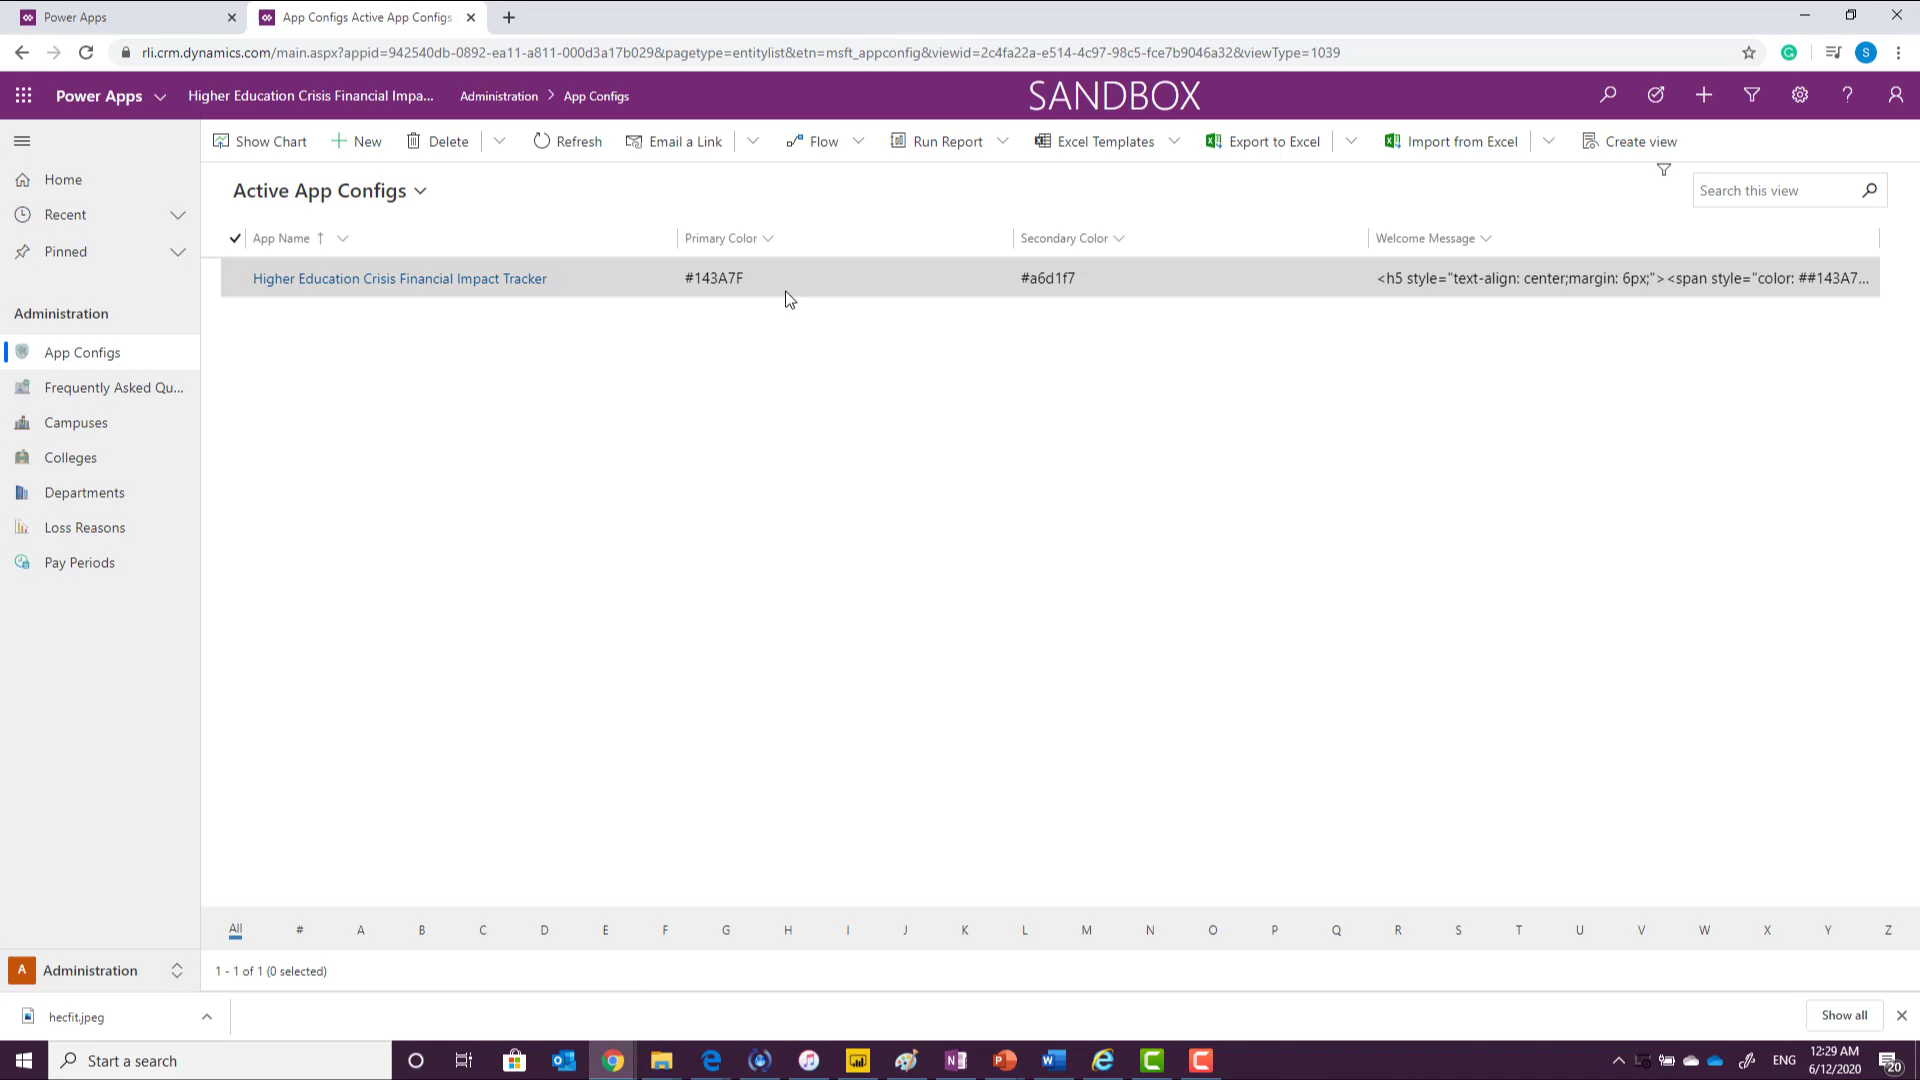 Power Apps
App Configs Active App Configs
rli.crm.dynamics.com/main.aspx?appid=942540db-0892-ea11-a811-000d3a17b029&pagetype=entitylist&etn=msft_appconfig&viewid=2c4fa22a-e514-4c97-98c5-fce7b9046a32&viewType=1039
S
Power Apps
Higher Education Crisis Financial Impa...
Administration > App Configs
SANDBOX
Show Chart
New
Delete
Refresh
Email a Link
Flow
Run Report
Excel Templates
Export to Excel
Import from Excel
Create view
Home
Recent
Pinned
Administration
App Configs
Frequently Asked Qu...
Campuses
Colleges
Departments
Loss Reasons
Pay Periods
Active App Configs
Search this view
App Name ↑
Primary Color
Secondary Color
Welcome Message
Higher Education Crisis Financial Impact Tracker
#143A7F
#a6d1f7
<h5 style="text-align: center;margin: 6px;"><span style="color: ##143A7...
All # A B C D E F G H I J K L M N O P Q R S T U V W X Y Z
A Administration
1 - 1 of 1 (0 selected)
hecfit.jpeg
Show all
Start a search
ENG
12:29 AM
6/12/2020
20